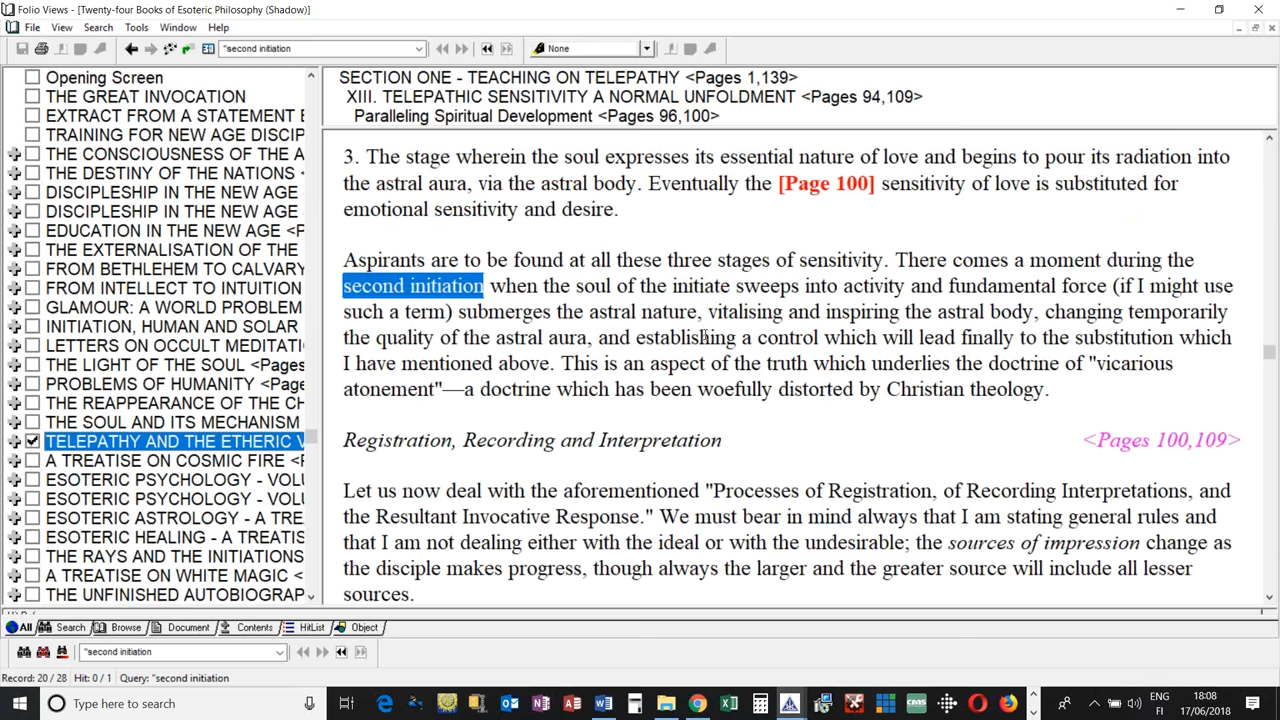 Folio Views - [Twenty-four Books of Esoteric Philosophy (Shadow)]
File View Search Tools Window Help
"second initiation
None
Opening Screen
THE GREAT INVOCATION
EXTRACT FROM A STATEMENT E
TRAINING FOR NEW AGE DISCIP
THE CONSCIOUSNESS OF THE A
THE DESTINY OF THE NATIONS <
DISCIPLESHIP IN THE NEW AGE
DISCIPLESHIP IN THE NEW AGE
EDUCATION IN THE NEW AGE <P
THE EXTERNALISATION OF THE
FROM BETHLEHEM TO CALVARY
FROM INTELLECT TO INTUITION
GLAMOUR: A WORLD PROBLEM
INITIATION, HUMAN AND SOLAR
LETTERS ON OCCULT MEDITATI
THE LIGHT OF THE SOUL <Pages
PROBLEMS OF HUMANITY <Page
THE REAPPEARANCE OF THE CH
THE SOUL AND ITS MECHANISM
TELEPATHY AND THE ETHERIC V
A TREATISE ON COSMIC FIRE <F
ESOTERIC PSYCHOLOGY - VOLU
ESOTERIC PSYCHOLOGY - VOLU
ESOTERIC ASTROLOGY - A TREA
ESOTERIC HEALING - A TREATIS
THE RAYS AND THE INITIATIONS
A TREATISE ON WHITE MAGIC <
THE UNFINISHED AUTOBIOGRAP
SECTION ONE - TEACHING ON TELEPATHY <Pages 1,139>
XIII. TELEPATHIC SENSITIVITY A NORMAL UNFOLDMENT <Pages 94,109>
Paralleling Spiritual Development <Pages 96,100>
3. The stage wherein the soul expresses its essential nature of love and begins to pour its radiation into
the astral aura, via the astral body. Eventually the [Page 100] sensitivity of love is substituted for
emotional sensitivity and desire.
Aspirants are to be found at all these three stages of sensitivity. There comes a moment during the
second initiation when the soul of the initiate sweeps into activity and fundamental force (if I might use
such a term) submerges the astral nature, vitalising and inspiring the astral body, changing temporarily
the quality of the astral aura, and establishing a control which will lead finally to the substitution which
I have mentioned above. This is an aspect of the truth which underlies the doctrine of "vicarious
atonement"—a doctrine which has been woefully distorted by Christian theology.
Registration, Recording and Interpretation <Pages 100,109>
Let us now deal with the aforementioned "Processes of Registration, of Recording Interpretations, and
the Resultant Invocative Response." We must bear in mind always that I am stating general rules and
that I am not dealing either with the ideal or with the undesirable; the sources of impression change as
the disciple makes progress, though always the larger and the greater source will include all lesser
sources.
All Search Browse Document Contents HitList Object
"second initiation
Record: 20 / 28 Hit: 0 / 1 Query: "second initiation
Type here to search
ENG
FI
18:08
17/06/2018